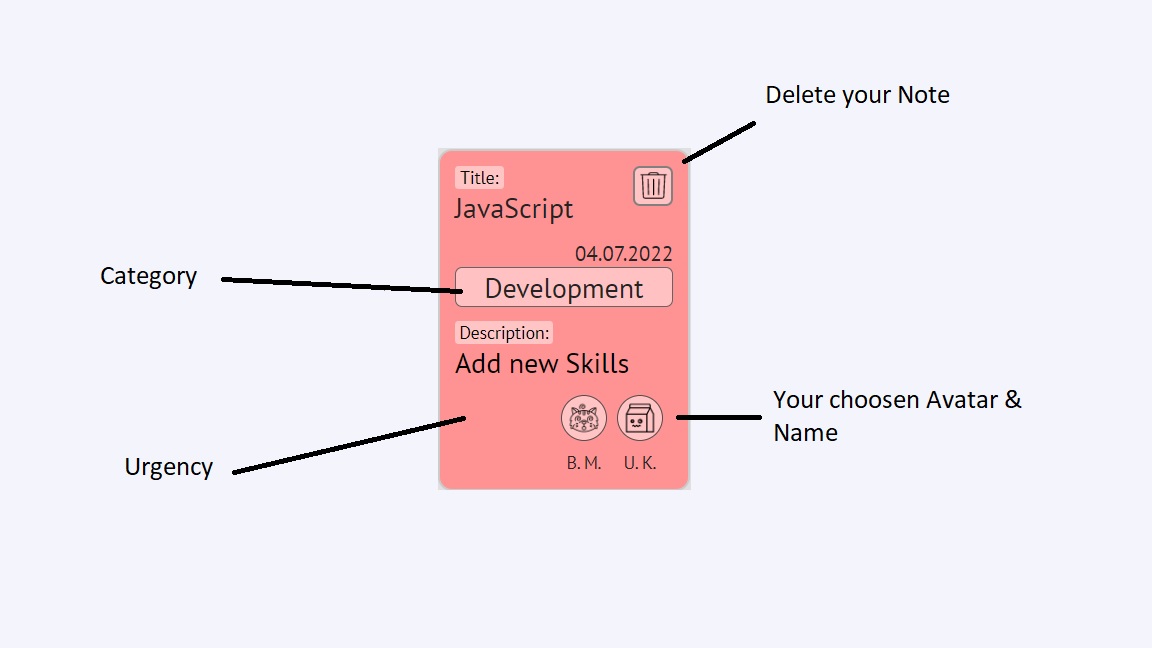 Delete your Note
Title:
JavaScript
04.07.2022
Category
Development
Description:
Add new Skills
Your choosen Avatar &
Name
Urgency
B. M.
U. K.